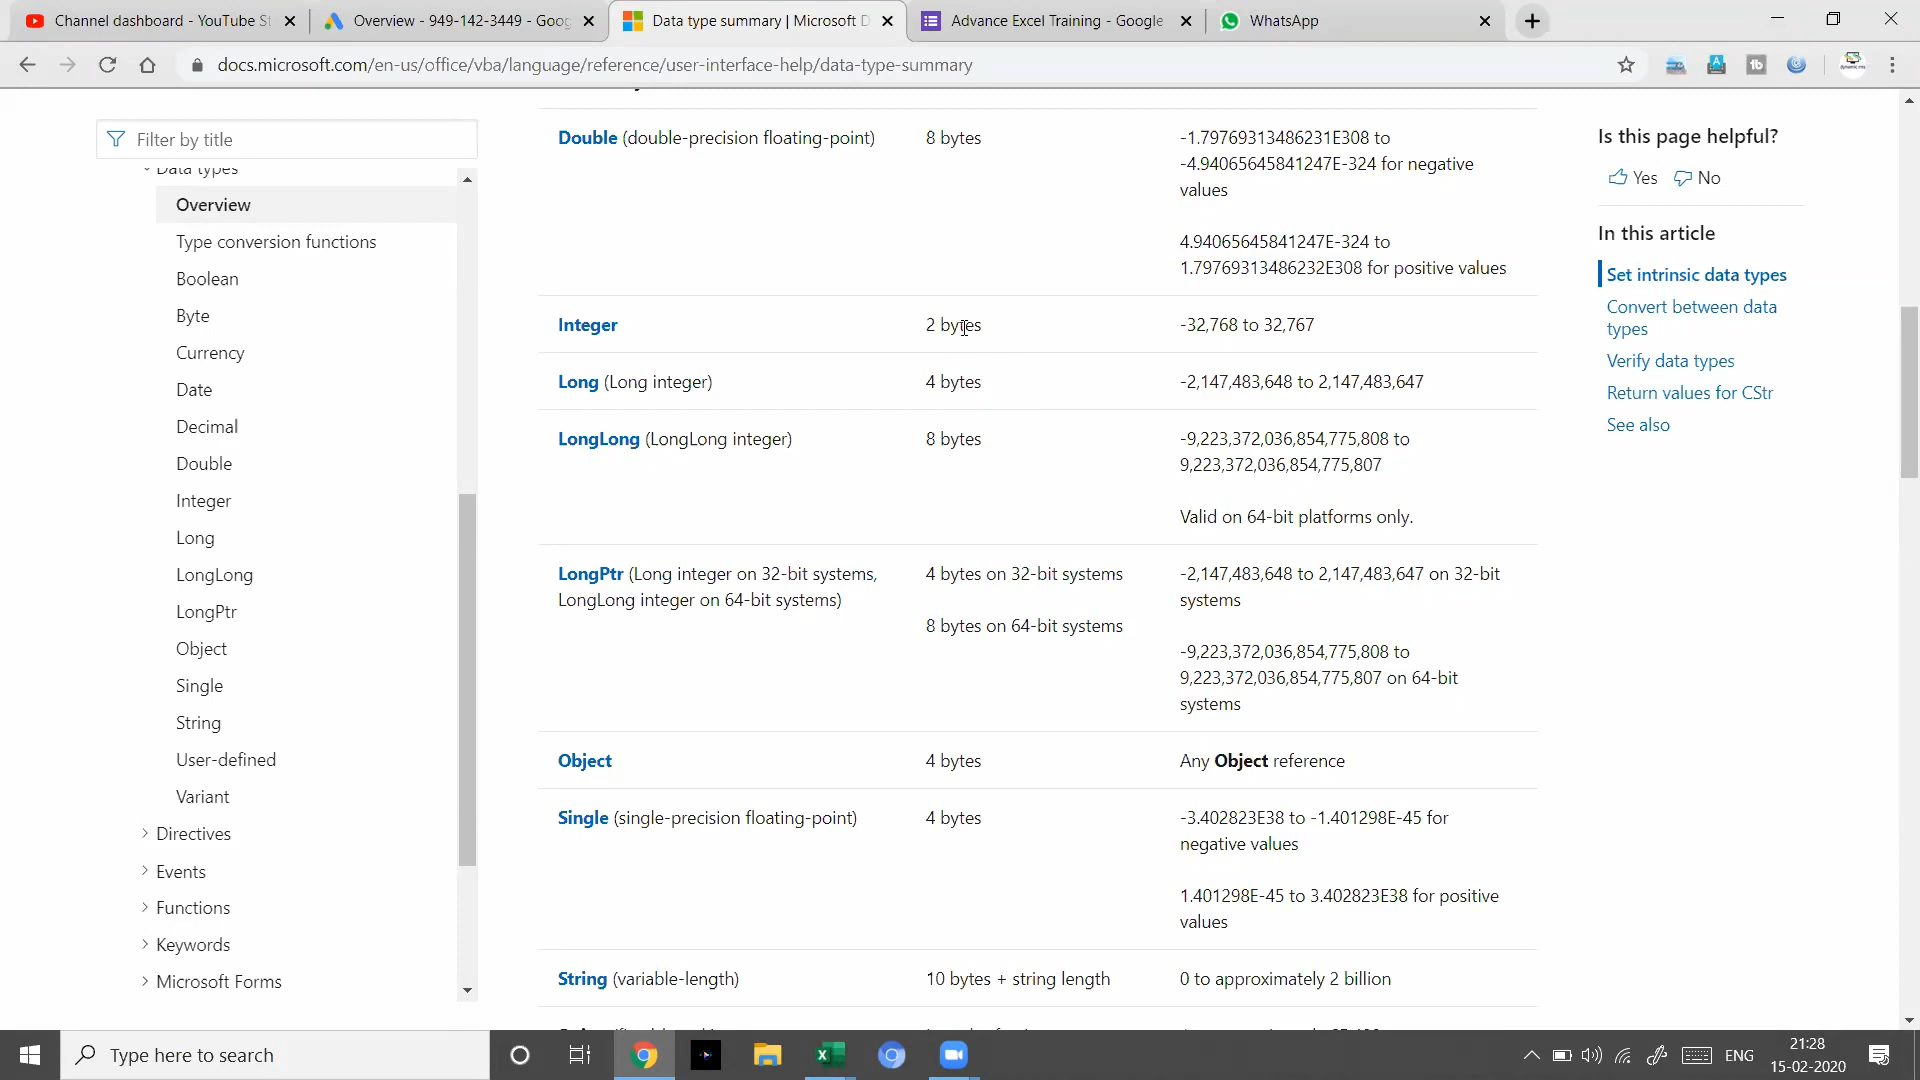 Channel dashboard - YouTube St
Overview - 949-142-3449 - Goog
Data type summary | Microsoft D
Advance Excel Training - Google
WhatsApp
docs.microsoft.com/en-us/office/vba/language/reference/user-interface-help/data-type-summary
Filter by title
Data types
Overview
Type conversion functions
Boolean
Byte
Currency
Date
Decimal
Double
Integer
Long
LongLong
LongPtr
Object
Single
String
User-defined
Variant
Directives
Events
Functions
Keywords
Microsoft Forms
Double (double-precision floating-point) 8 bytes -1.79769313486231E308 to
-4.94065645841247E-324 for negative
values
4.94065645841247E-324 to
1.79769313486232E308 for positive values
Integer 2 bytes -32,768 to 32,767
Long (Long integer) 4 bytes -2,147,483,648 to 2,147,483,647
LongLong (LongLong integer) 8 bytes -9,223,372,036,854,775,808 to
9,223,372,036,854,775,807
Valid on 64-bit platforms only.
LongPtr (Long integer on 32-bit systems, 4 bytes on 32-bit systems -2,147,483,648 to 2,147,483,647 on 32-bit
LongLong integer on 64-bit systems) systems
8 bytes on 64-bit systems
-9,223,372,036,854,775,808 to
9,223,372,036,854,775,807 on 64-bit
systems
Object 4 bytes Any Object reference
Single (single-precision floating-point) 4 bytes -3.402823E38 to -1.401298E-45 for
negative values
1.401298E-45 to 3.402823E38 for positive
values
String (variable-length) 10 bytes + string length 0 to approximately 2 billion
Is this page helpful?
Yes No
In this article
Set intrinsic data types
Convert between data
types
Verify data types
Return values for CStr
See also
Type here to search
ENG
21:28
15-02-2020